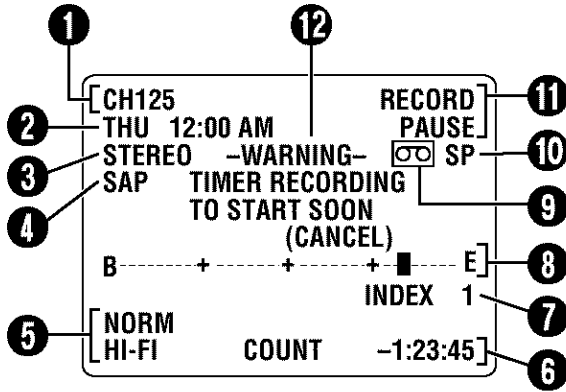 1 12
CH125 RECORD 11
2 THU 12:00 AM PAUSE
3 STEREO –WARNING– SP 10
4 SAP TIMER RECORDING 9
TO START SOON
(CANCEL)
B + + + E 8
INDEX 1 7
5 NORM
HI-FI COUNT –1:23:45 6